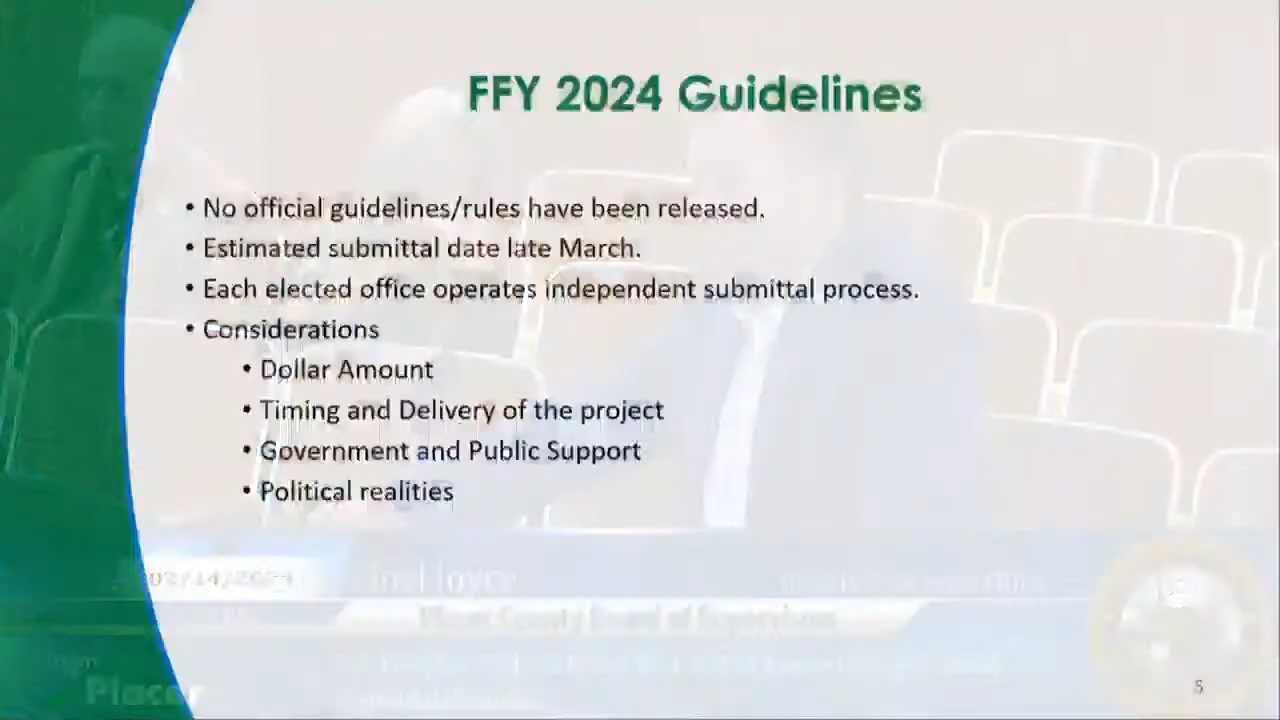 FFY 2024 Guidelines
• No official guidelines/rules have been released.
• Estimated submittal date late March.
• Each elected office operates independent submittal process.
• Considerations
• Dollar Amount
• Timing and Delivery of the project
• Government and Public Support
• Political realities
Joyce
Placer County Board of Supervisors
Placer
5